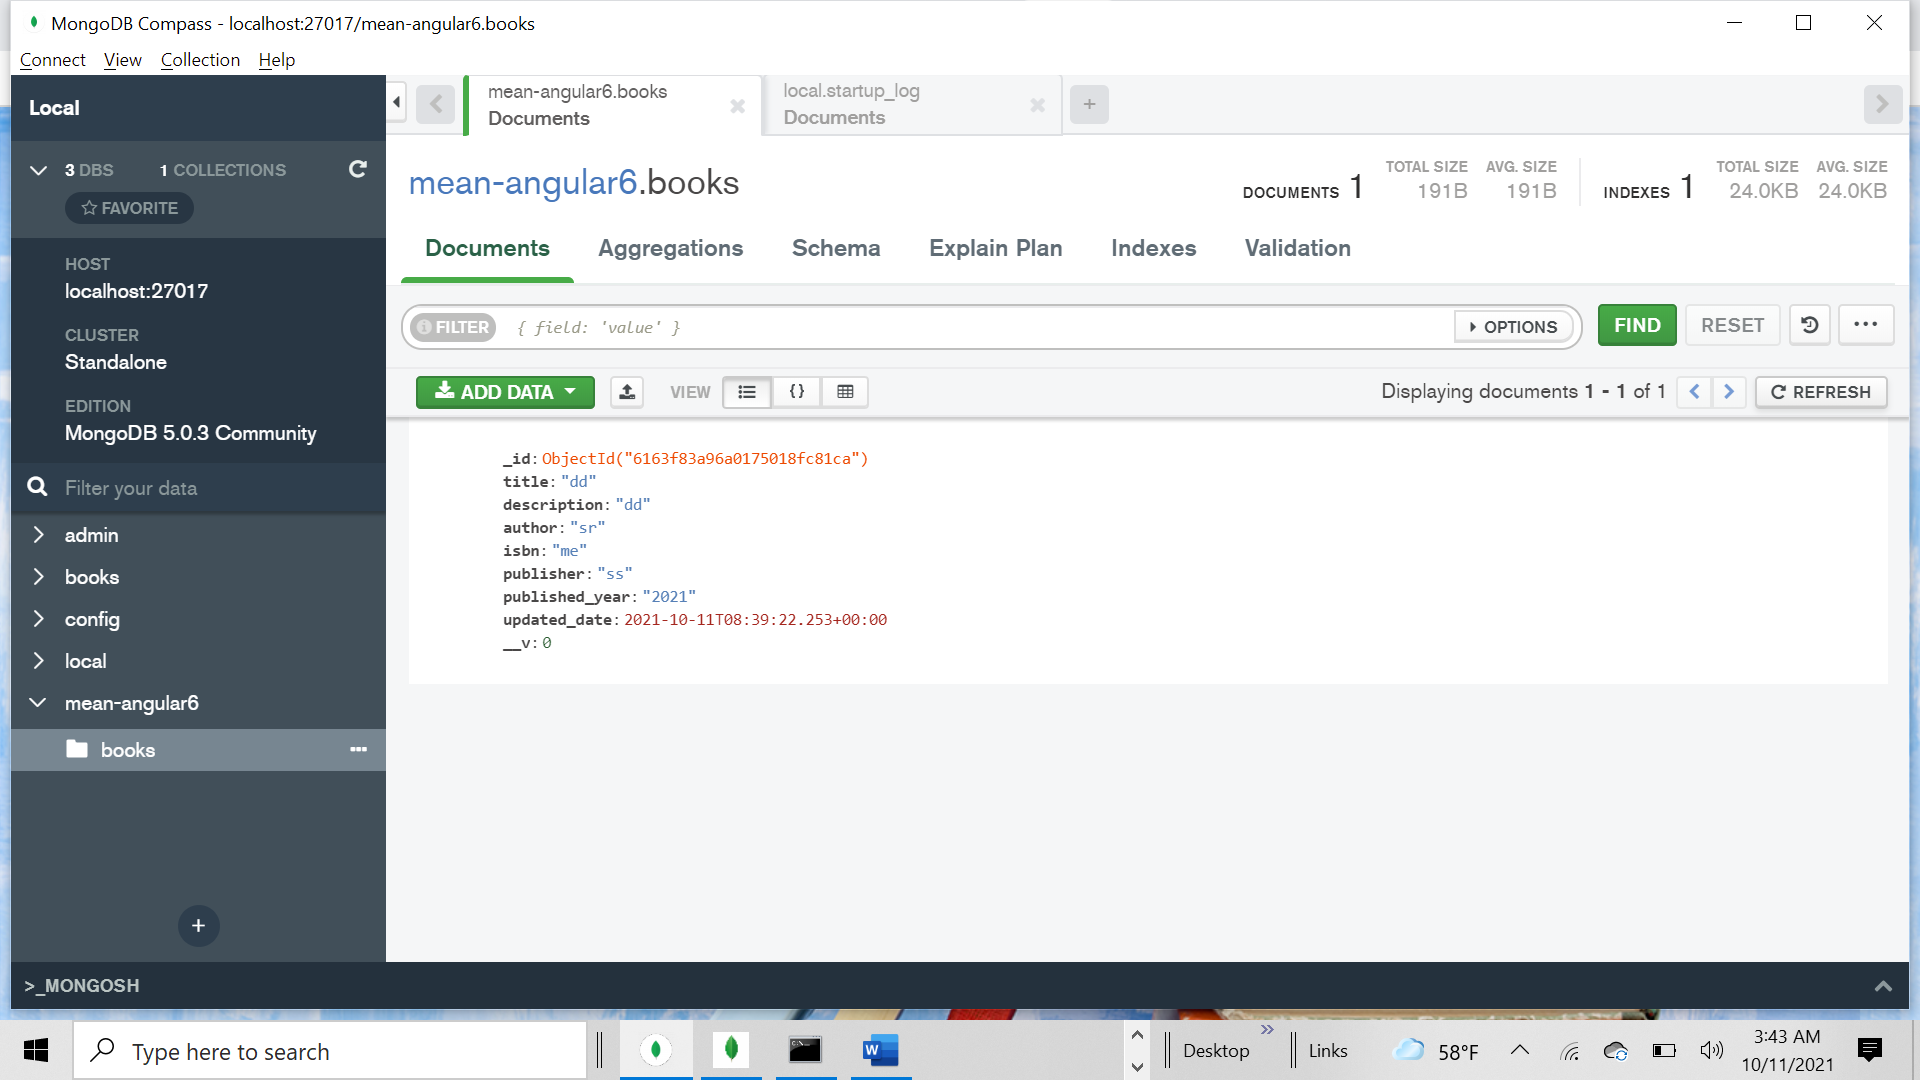 MongoDB Compass - localhost:27017/mean-angular6.books
Connect View Collection Help
Local
3 DBS 1 COLLECTIONS
FAVORITE
HOST
localhost:27017
CLUSTER
Standalone
EDITION
MongoDB 5.0.3 Community
Filter your data
admin
books
config
local
mean-angular6
books
mean-angular6.books
Documents
local.startup_log
Documents
mean-angular6.books
DOCUMENTS 1
TOTAL SIZE AVG. SIZE
191B 191B
INDEXES 1
TOTAL SIZE AVG. SIZE
24.0KB 24.0KB
Documents Aggregations Schema Explain Plan Indexes Validation
FILTER { field: 'value' } OPTIONS FIND RESET
ADD DATA VIEW {} Displaying documents 1 - 1 of 1 REFRESH
_id: ObjectId("6163f83a96a0175018fc81ca")
title: "dd"
description: "dd"
author: "sr"
isbn: "me"
publisher: "ss"
published_year: "2021"
updated_date: 2021-10-11T08:39:22.253+00:00
__v: 0
>_MONGOSH
Type here to search
Desktop
Links
58°F
3:43 AM
10/11/2021